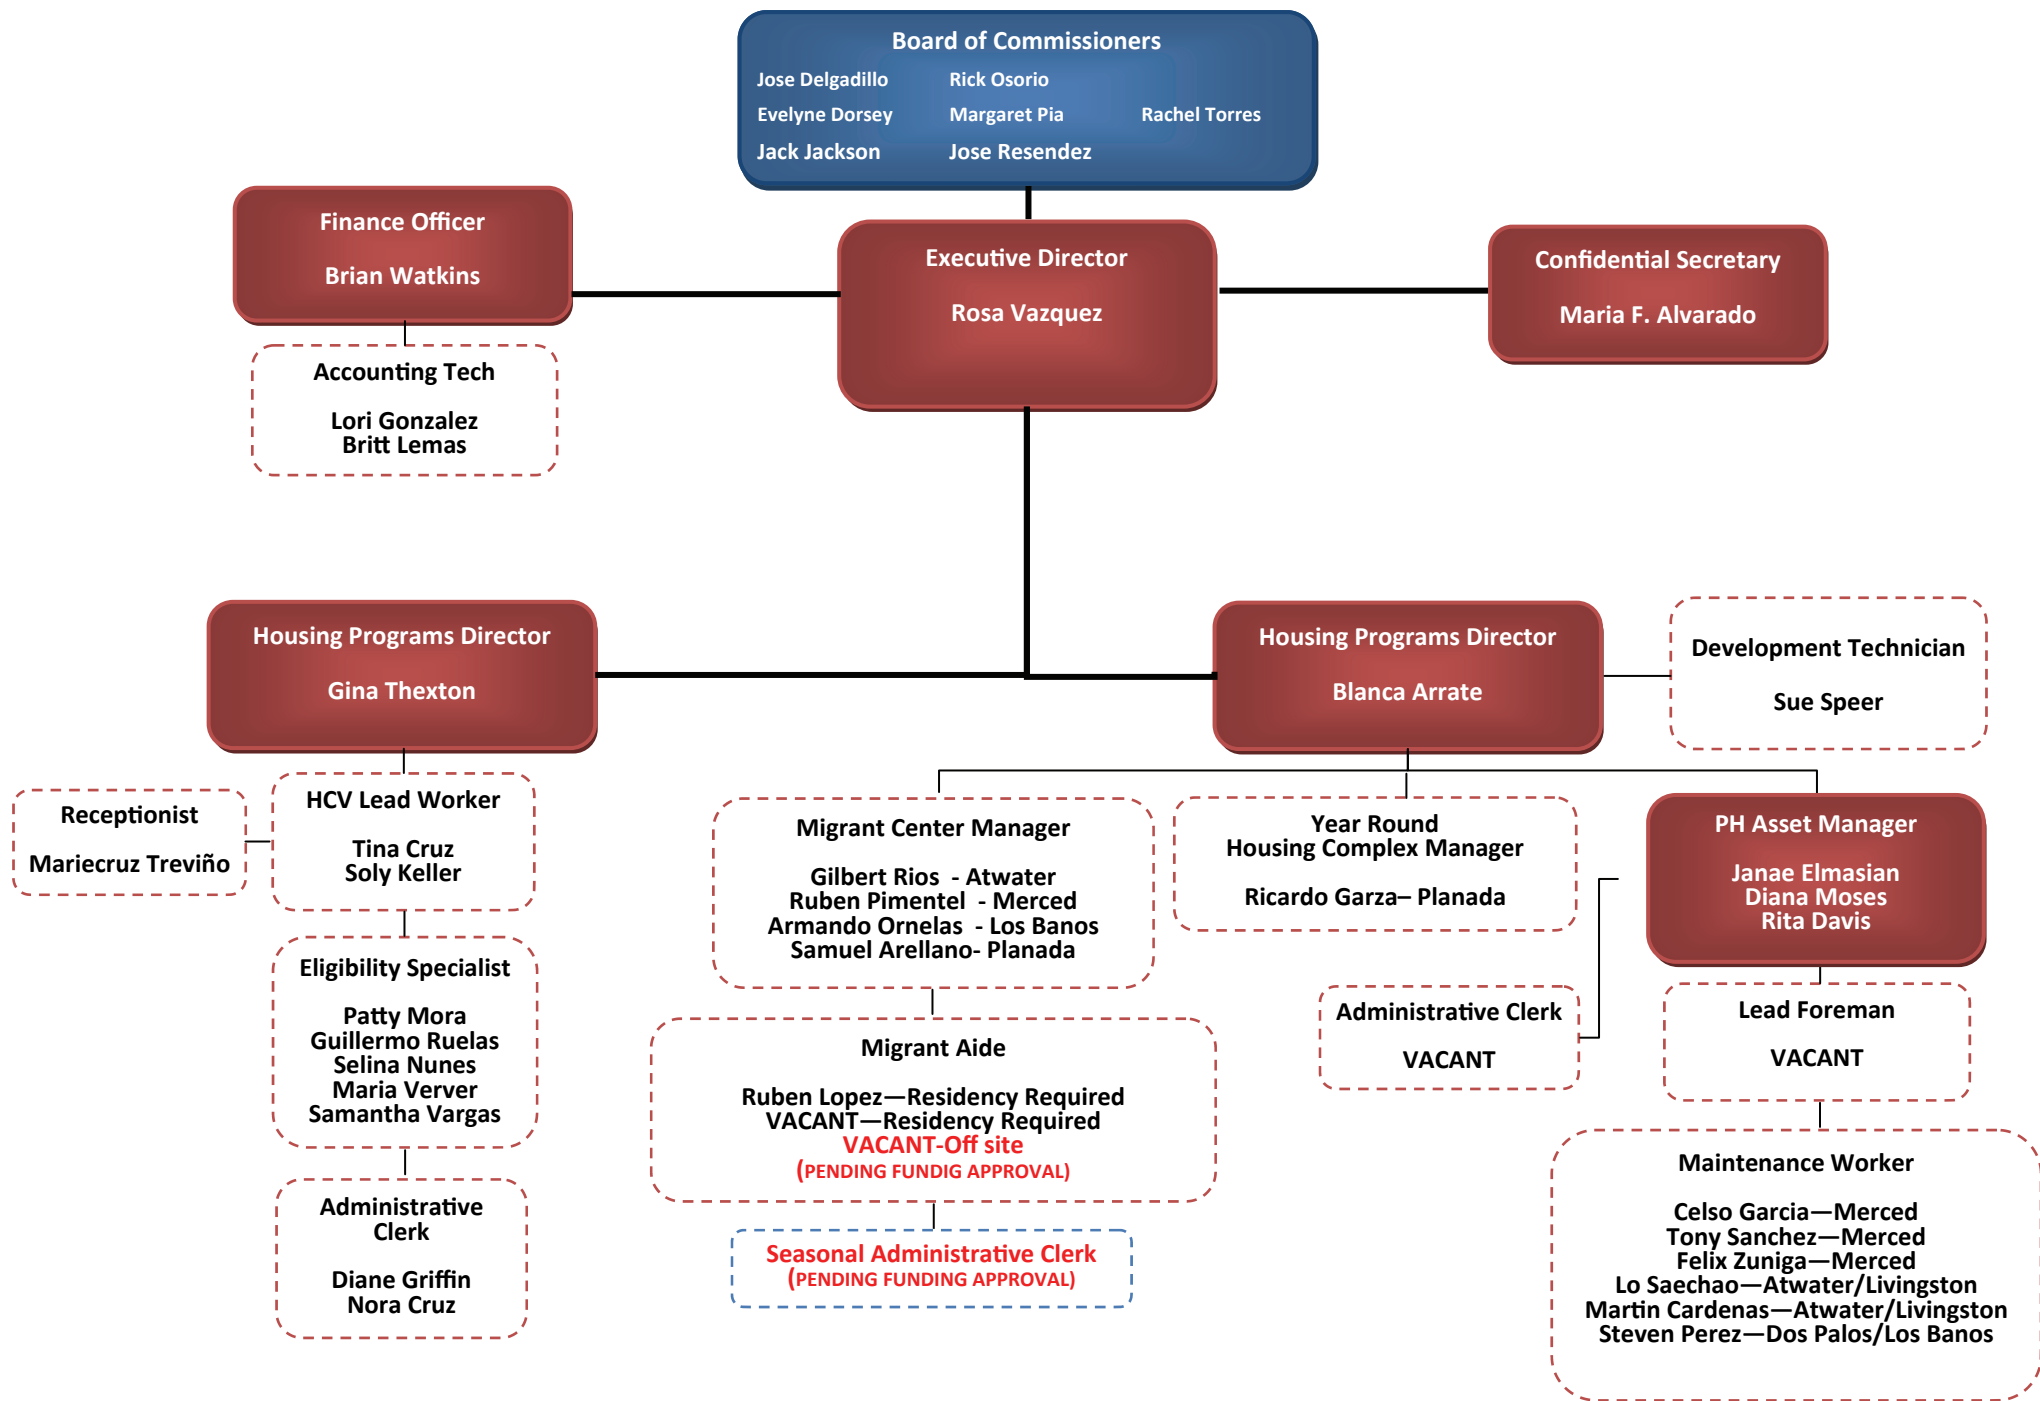 Board of Commissioners
Jose Delgadillo Rick Osorio
Evelyne Dorsey Margaret Pia Rachel Torres
Jack Jackson Jose Resendez
Finance Officer
Brian Watkins
Executive Director
Rosa Vazquez
Confidential Secretary
Maria F. Alvarado
Accounting Tech
Lori Gonzalez
Britt Lemas
Housing Programs Director
Gina Thexton
Housing Programs Director
Blanca Arrate
Development Technician
Sue Speer
Receptionist
Mariecruz Treviño
HCV Lead Worker
Tina Cruz
Soly Keller
Eligibility Specialist
Patty Mora
Guillermo Ruelas
Selina Nunes
Maria Verver
Samantha Vargas
Administrative
Clerk
Diane Griffin
Nora Cruz
Migrant Center Manager
Gilbert Rios - Atwater
Ruben Pimentel - Merced
Armando Ornelas - Los Banos
Samuel Arellano- Planada
Migrant Aide
Ruben Lopez—Residency Required
VACANT—Residency Required
VACANT-Off site
(PENDING FUNDIG APPROVAL)
Seasonal Administrative Clerk
(PENDING FUNDING APPROVAL)
Year Round
Housing Complex Manager
Ricardo Garza– Planada
PH Asset Manager
Janae Elmasian
Diana Moses
Rita Davis
Administrative Clerk
VACANT
Lead Foreman
VACANT
Maintenance Worker
Celso Garcia—Merced
Tony Sanchez—Merced
Felix Zuniga—Merced
Lo Saechao—Atwater/Livingston
Martin Cardenas—Atwater/Livingston
Steven Perez—Dos Palos/Los Banos